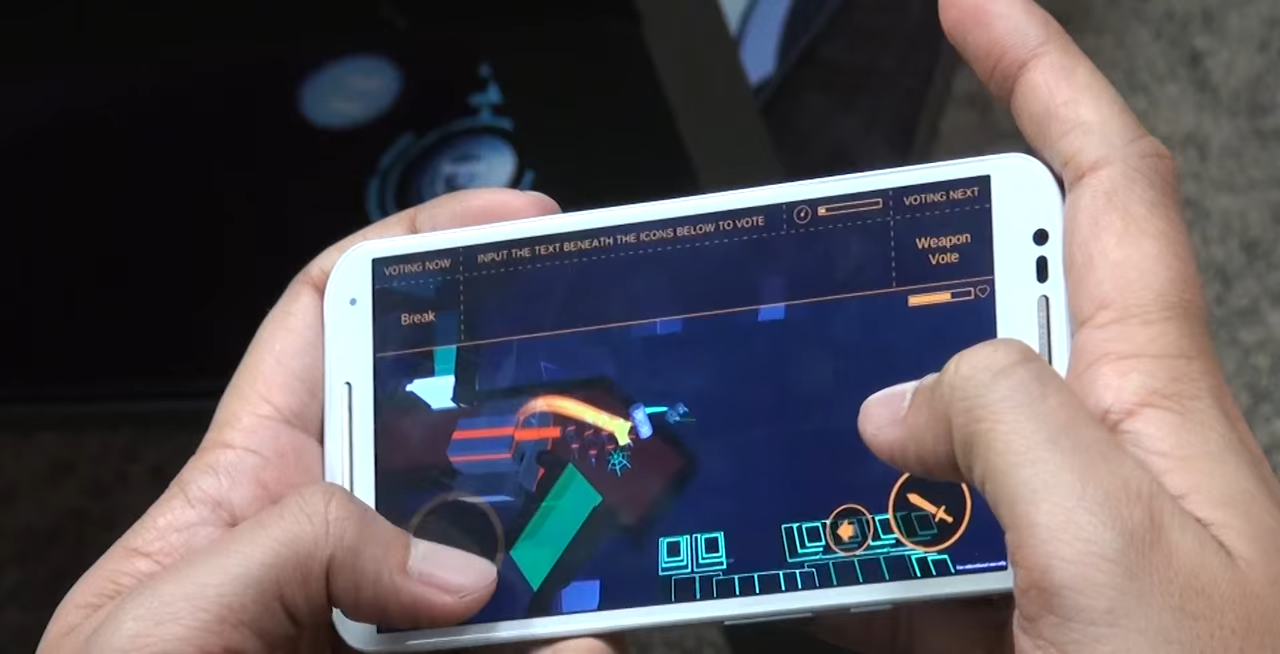 VOTING NOW
INPUT THE TEXT BENEATH THE ICONS BELOW TO VOTE
VOTING NEXT
Break
Weapon
Vote